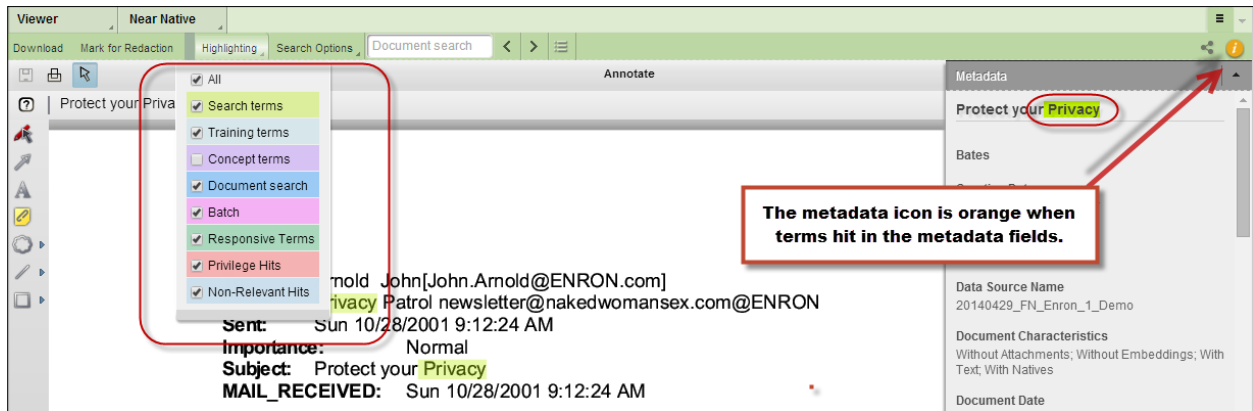 Viewer Near Native
Download Mark for Redaction Highlighting Search Options Document search
Annotate
Metadata
All
Search terms
Training terms
Concept terms
Document search
Batch
Responsive Terms
Privilege Hits
Non-Relevant Hits
Protect your Priva
Protect your Privacy
Bates
The metadata icon is orange when
terms hit in the metadata fields.
John[John.Arnold@ENRON.com]
Patrol newsletter@nakedwomansex.com@ENRON
Sent: Sun 10/28/2001 9:12:24 AM
Importance: Normal
Subject: Protect your Privacy
MAIL_RECEIVED: Sun 10/28/2001 9:12:24 AM
Data Source Name
20140429_FN_Enron_1_Demo
Document Characteristics
Without Attachments; Without Embeddings; With
Text; With Natives
Document Date